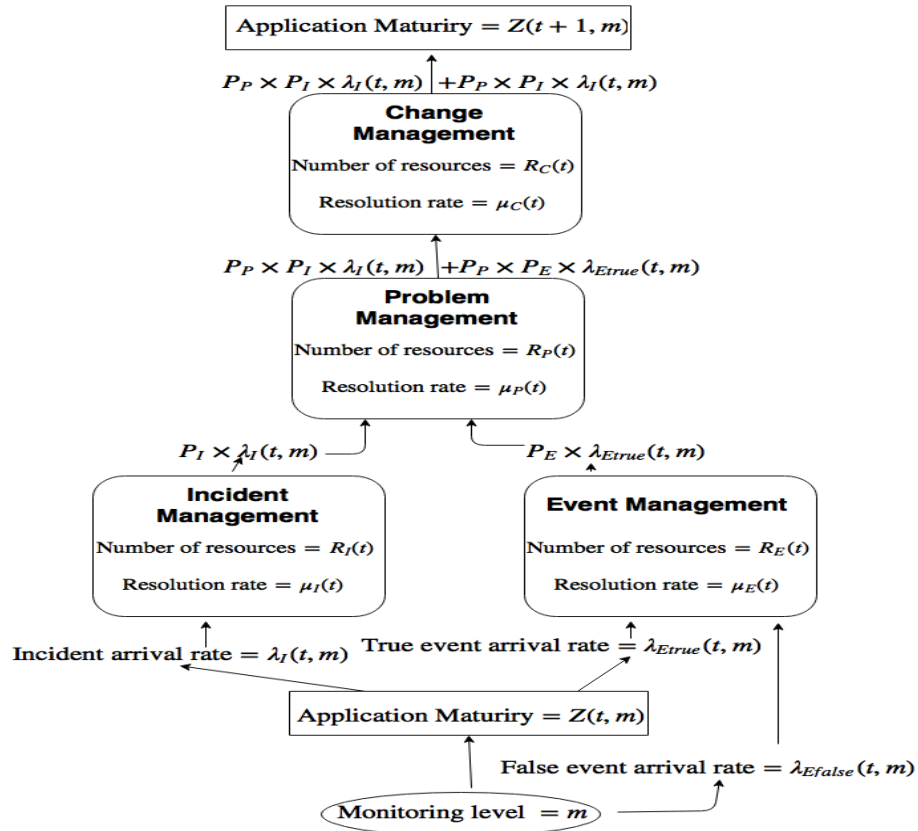 Application Maturiry = Z(t + 1, m)
P_P × P_I × λ_I(t, m) +P_P × P_I × λ_I(t, m)
Change
Management
Number of resources = R_C(t)
Resolution rate = μ_C(t)
P_P × P_I × λ_I(t, m) +P_P × P_E × λ_Etrue(t, m)
Problem
Management
Number of resources = R_P(t)
Resolution rate = μ_P(t)
P_I × λ_I(t, m)
P_E × λ_Etrue(t, m)
Incident
Management
Number of resources = R_I(t)
Resolution rate = μ_I(t)
Event Management
Number of resources = R_E(t)
Resolution rate = μ_E(t)
Incident arrival rate = λ_I(t, m)
True event arrival rate = λ_Etrue(t, m)
Application Maturiry = Z(t, m)
False event arrival rate = λ_Efalse(t, m)
Monitoring level = m